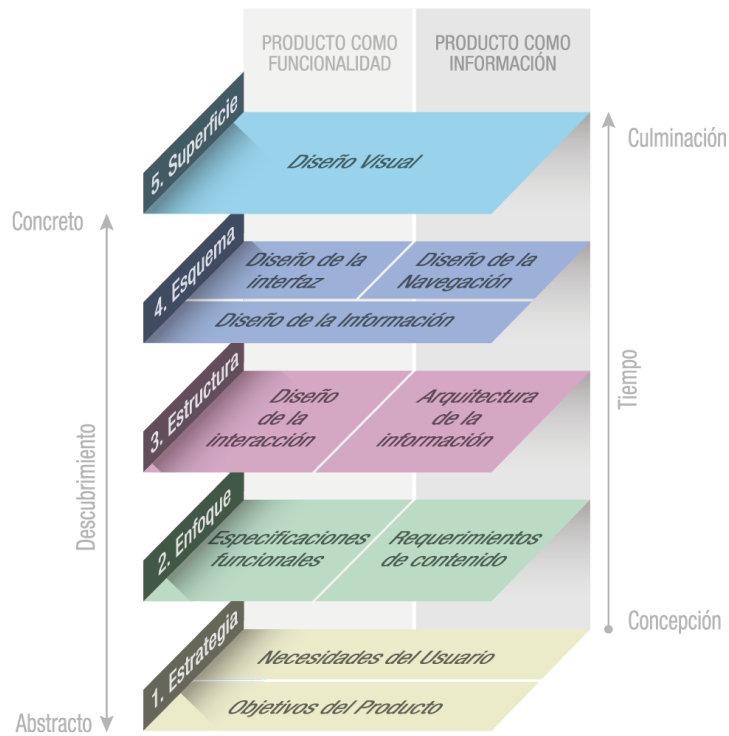 PRODUCTO COMO
FUNCIONALIDAD
PRODUCTO COMO
INFORMACIÓN
5. Superficie
Diseño Visual
Culminación
Concreto
4. Esquema
Diseño de la
interfaz
Diseño de la
Navegación
Diseño de la Información
3. Estructura
Diseño
de la
interacción
Arquitectura
de la
información
Tiempo
Descubrimiento
2. Enfoque
Especificaciones
funcionales
Requerimientos
de contenido
Concepción
1. Estrategia
Necesidades del Usuario
Objetivos del Producto
Abstracto